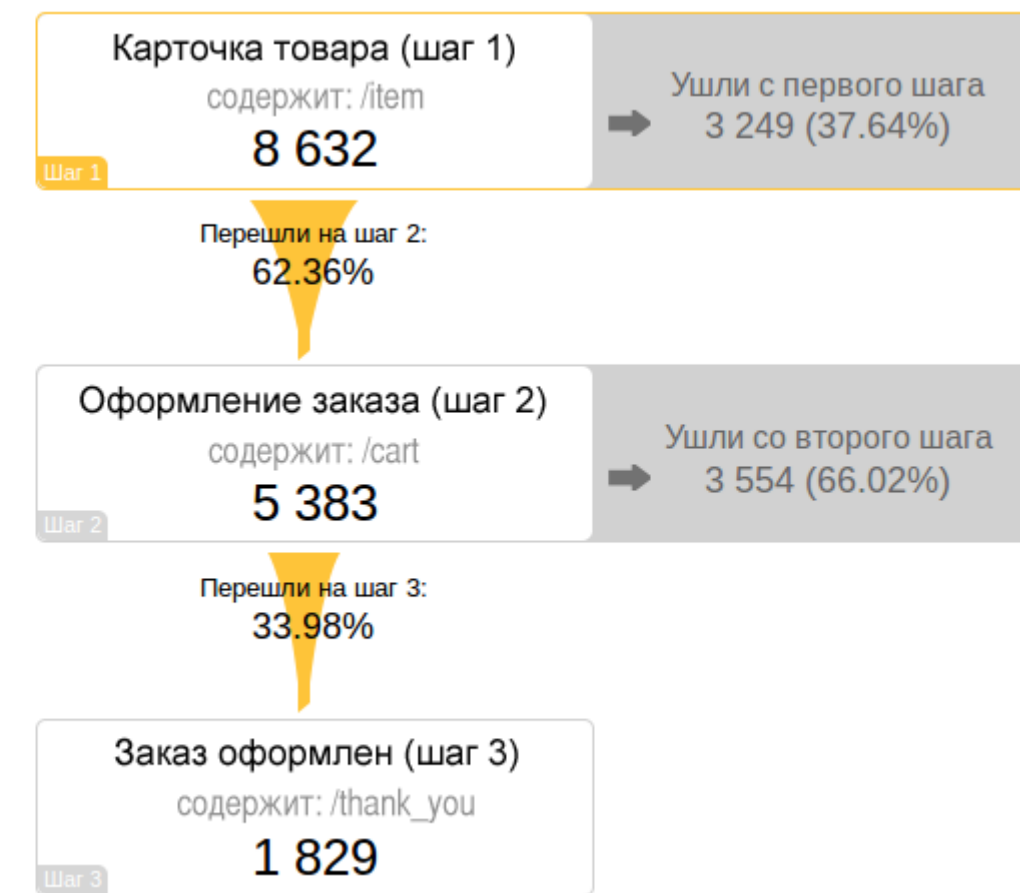 Карточка товара (шаг 1)
содержит: /item
8 632
Шаг 1
Ушли с первого шага
3 249 (37.64%)
Перешли на шаг 2:
62.36%
Оформление заказа (шаг 2)
содержит: /cart
5 383
Шаг 2
Ушли со второго шага
3 554 (66.02%)
Перешли на шаг 3:
33.98%
Заказ оформлен (шаг 3)
содержит: /thank_you
1 829
Шаг 3